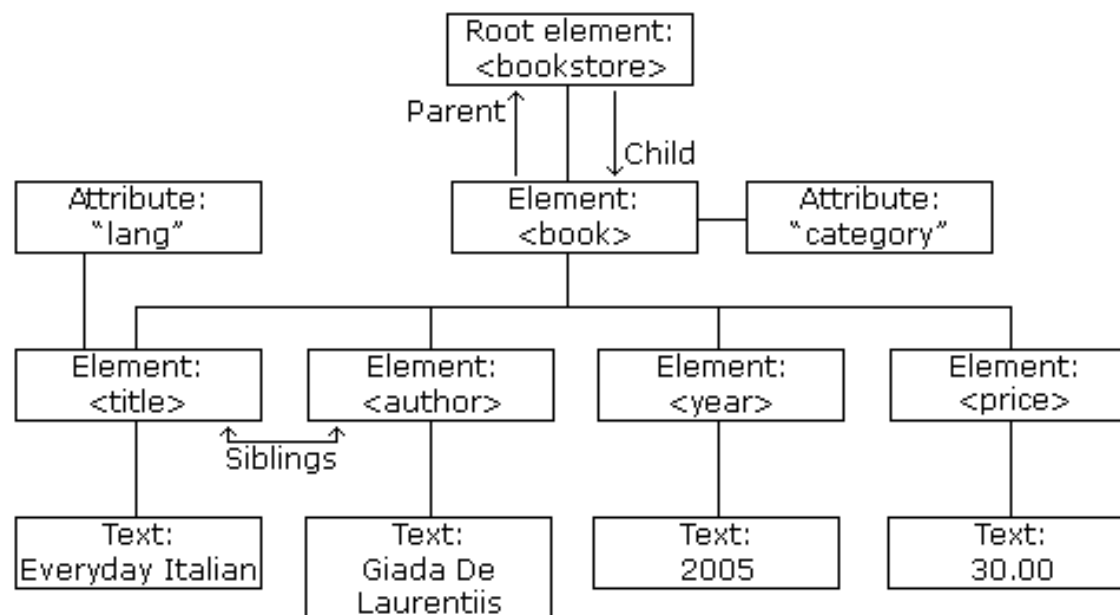 Root element:
<bookstore>
Parent
Child
Attribute:
“lang”
Element:
<book>
Attribute:
“category”
Element:
<title>
Element:
<author>
Element:
<year>
Element:
<price>
Siblings
Text:
Everyday Italian
Text:
Giada De
Laurentiis
Text:
2005
Text:
30.00